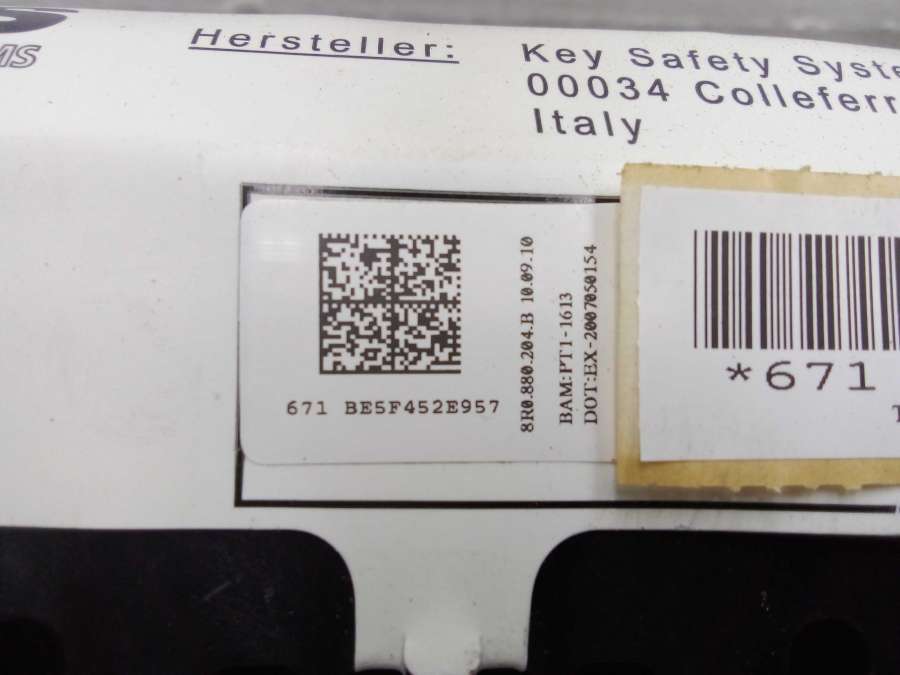 MS
Hersteller:
Key Safety Syste
00034 Colleferr
Italy
671 BE5F452E957
8R0.880.204.B 10.09.10
BAM:PT1-1613
DOT:EX-2007050154
*671